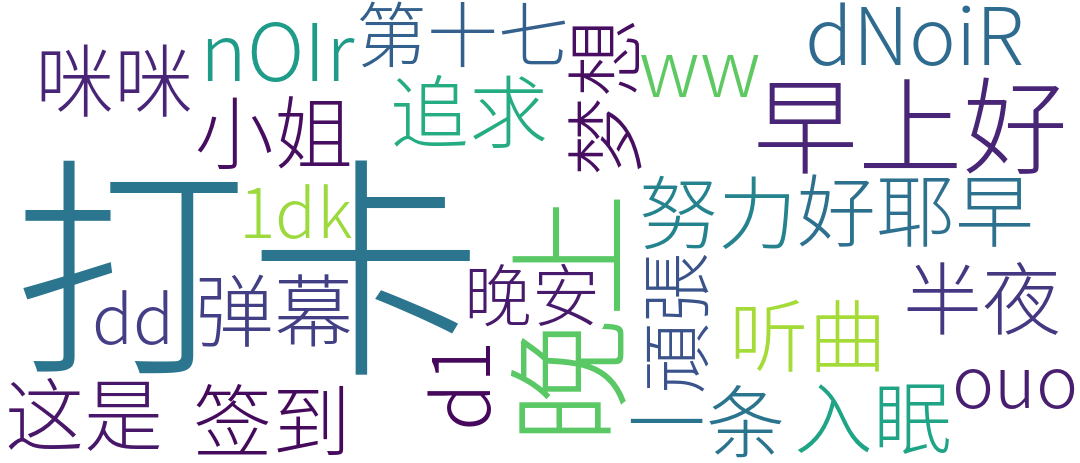 咪咪
nOIr
第十七
梦想
ww
dNoiR
小姐
追求
早上好
打卡
1dk
晚上
努力
好耶
早
dd
弹幕
晚安
項張
听曲
半夜
这是
签到
d1
一条
入眠
ouo